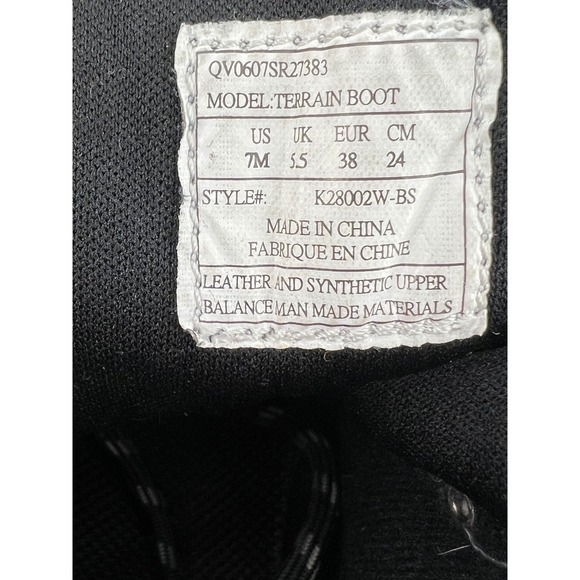 QV0607SR27383
MODEL:TERRAIN BOOT
US UK EUR CM
7M 5.5 38 24
STYLE#: K28002W-BS
MADE IN CHINA
FABRIQUE EN CHINE
LEATHER AND SYNTHETIC UPPER
BALANCE MAN MADE MATERIALS